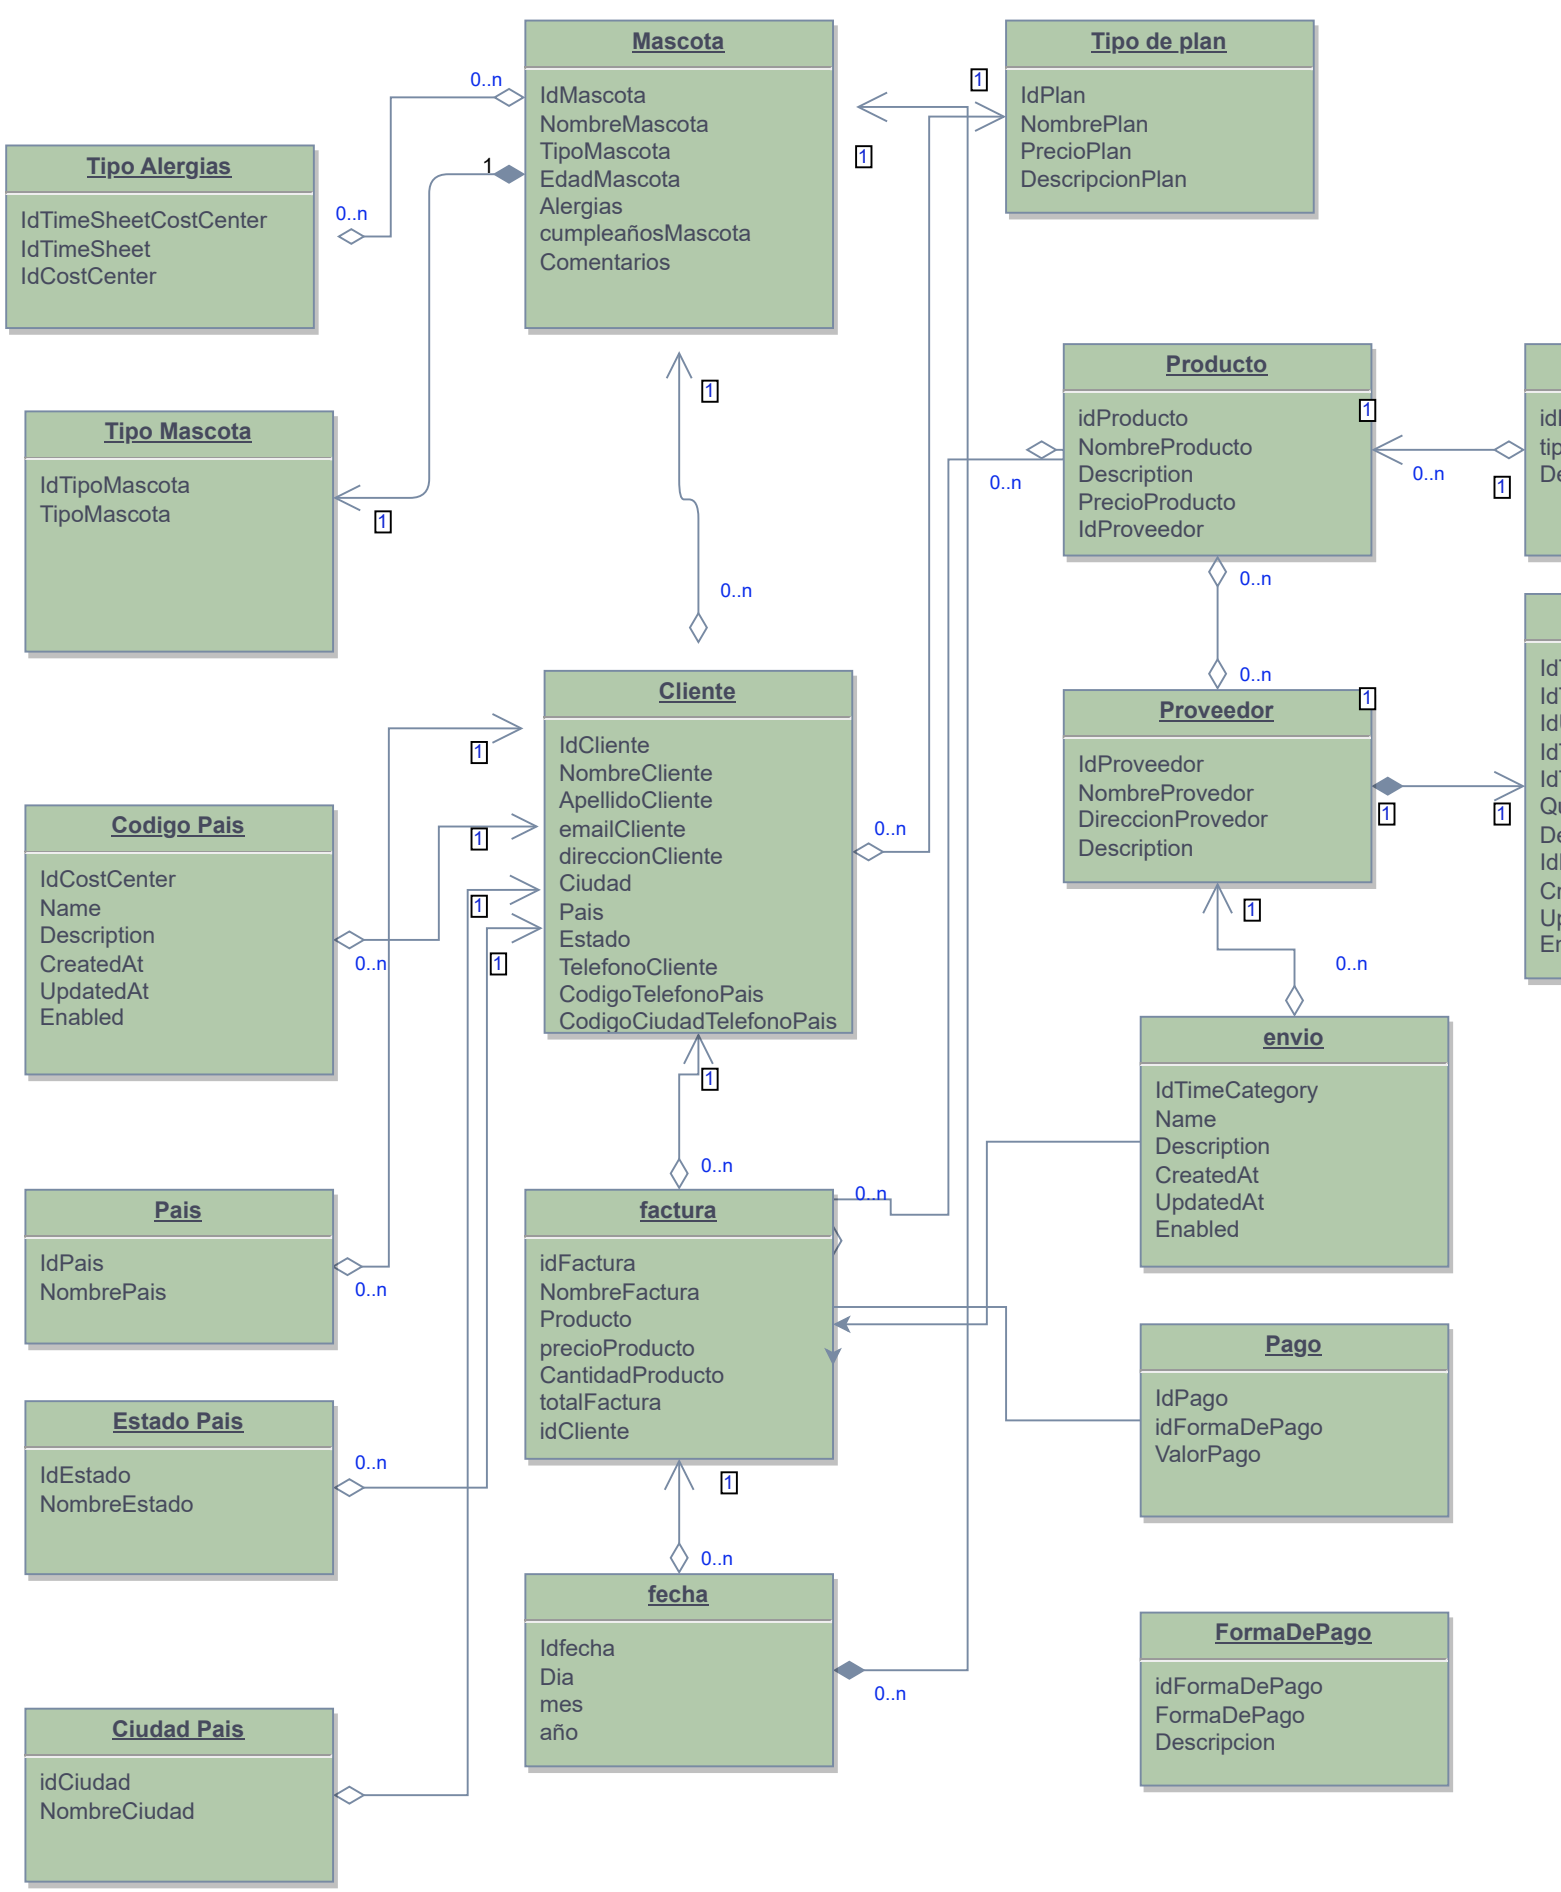 Mascota
IdMascota
NombreMascota
TipoMascota
EdadMascota
Alergias
cumpleañosMascota
Comentarios
Tipo de plan
IdPlan
NombrePlan
PrecioPlan
DescripcionPlan
0..n
1
1
1
Tipo Alergias
IdTimeSheetCostCenter
IdTimeSheet
IdCostCenter
0..n
Tipo Mascota
IdTipoMascota
TipoMascota
1
1
0..n
Producto
idProducto
NombreProducto
Description
PrecioProducto
IdProveedor
1
0..n
0..n
1
0..n
0..n
Cliente
IdCliente
NombreCliente
ApellidoCliente
emailCliente
direccionCliente
Ciudad
Pais
Estado
TelefonoCliente
CodigoTelefonoPais
CodigoCiudadTelefonoPais
1
1
1
1
0..n
Proveedor
IdProveedor
NombreProvedor
DireccionProvedor
Description
1
1
1
Codigo Pais
IdCostCenter
Name
Description
CreatedAt
UpdatedAt
Enabled
0..n
1
0..n
1
0..n
envio
IdTimeCategory
Name
Description
CreatedAt
UpdatedAt
Enabled
Pais
IdPais
NombrePais
0..n
factura
idFactura
NombreFactura
Producto
precioProducto
CantidadProducto
totalFactura
idCliente
0..n
Pago
IdPago
idFormaDePago
ValorPago
Estado Pais
IdEstado
NombreEstado
0..n
1
0..n
fecha
Idfecha
Dia
mes
año
0..n
FormaDePago
idFormaDePago
FormaDePago
Descripcion
Ciudad Pais
idCiudad
NombreCiudad